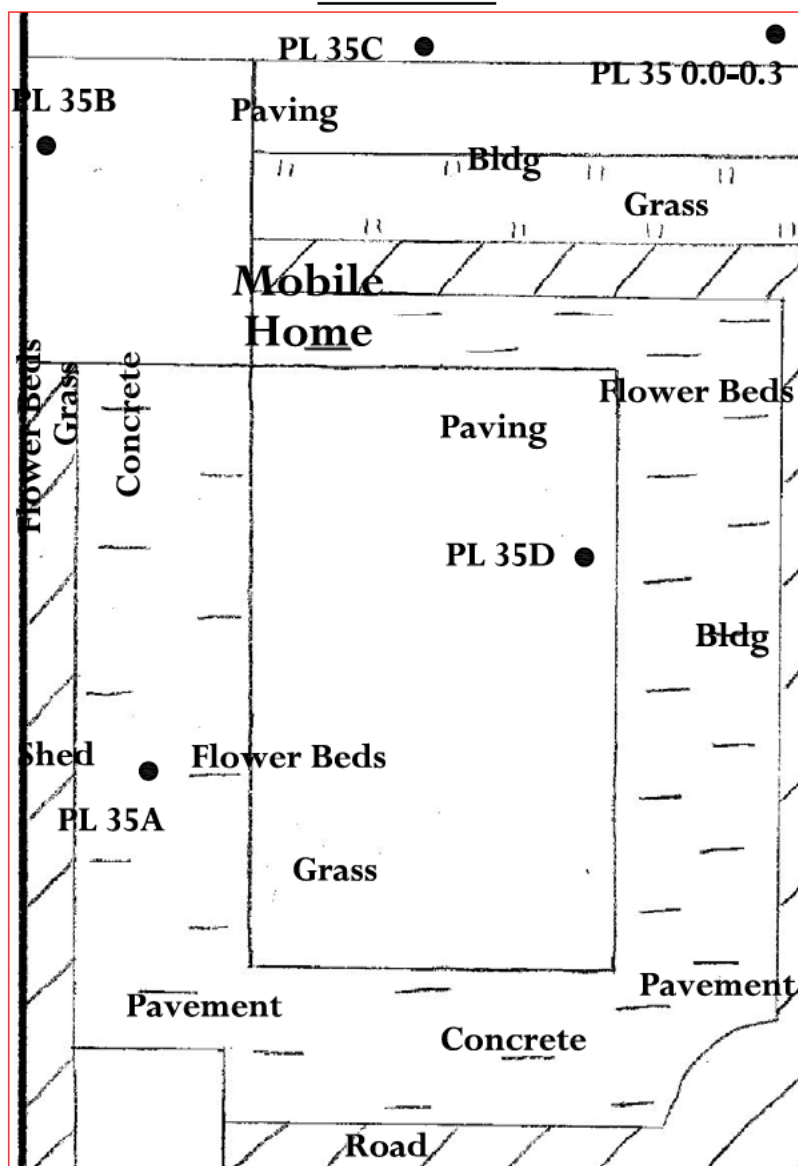 PL 35C
PL 35 0.0-0.3
PL 35B
Paving
Bldg
Grass
Mobile
Home
Flower Beds
Grass
Concrete
Flower Beds
Paving
PL 35D
Bldg
Shed
Flower Beds
PL 35A
Grass
Pavement
Pavement
Concrete
Road